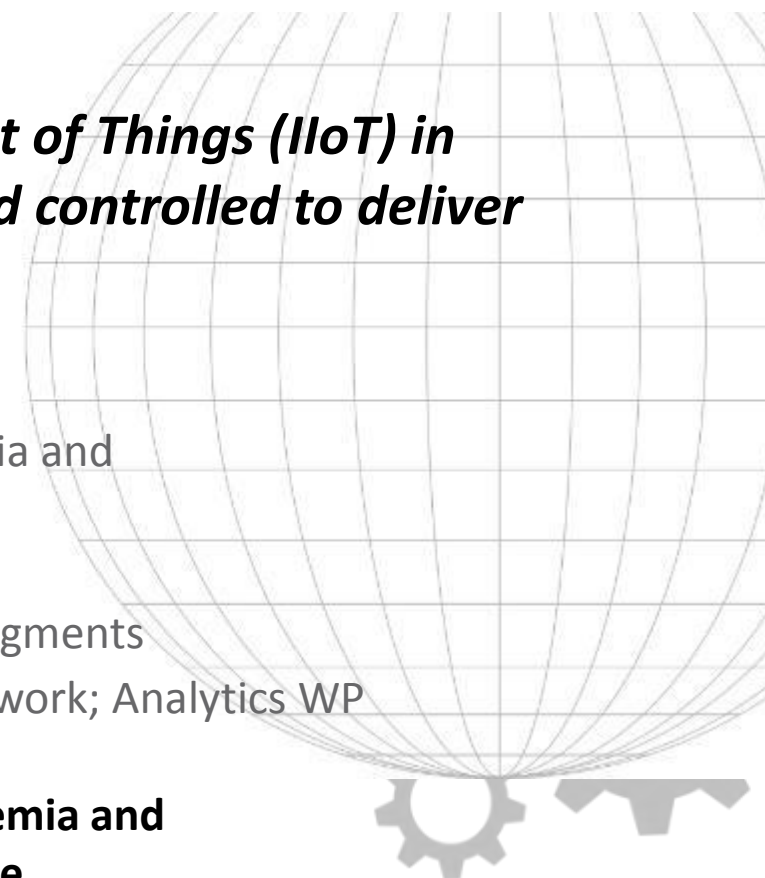 t of Things (IIoT) in
d controlled to deliver
ia and
gments
work; Analytics WP
emia and
e